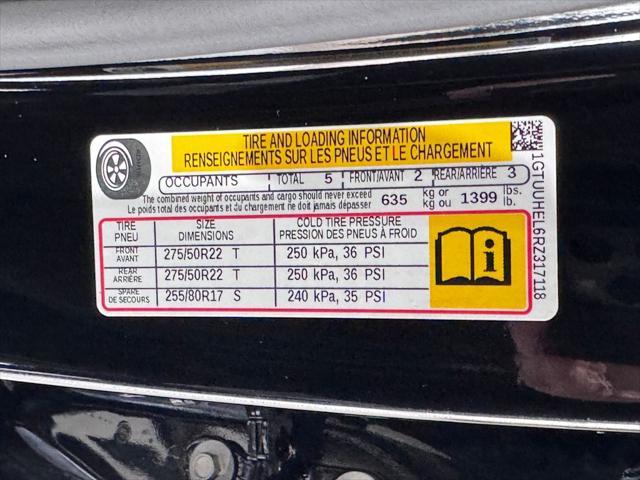 TIRE AND LOADING INFORMATION
RENSEIGNEMENTS SUR LES PNEUS ET LE CHARGEMENT
OCCUPANTS TOTAL 5 FRONT/AVANT 2 REAR/ARRIÈRE 3
The combined weight of occupants and cargo should never exceed 635 kg or 1399 lbs.
Le poids total des occupants et du chargement ne doit jamais dépasser kg ou lb.
TIRE SIZE COLD TIRE PRESSURE
PNEU DIMENSIONS PRESSION DES PNEUS À FROID
FRONT
AVANT 275/50R22 T 250 kPa, 36 PSI
REAR
ARRIÈRE 275/50R22 T 250 kPa, 36 PSI
SPARE
DE SECOURS 255/80R17 S 240 kPa, 35 PSI
i
1GTUUHEL6RZ317118